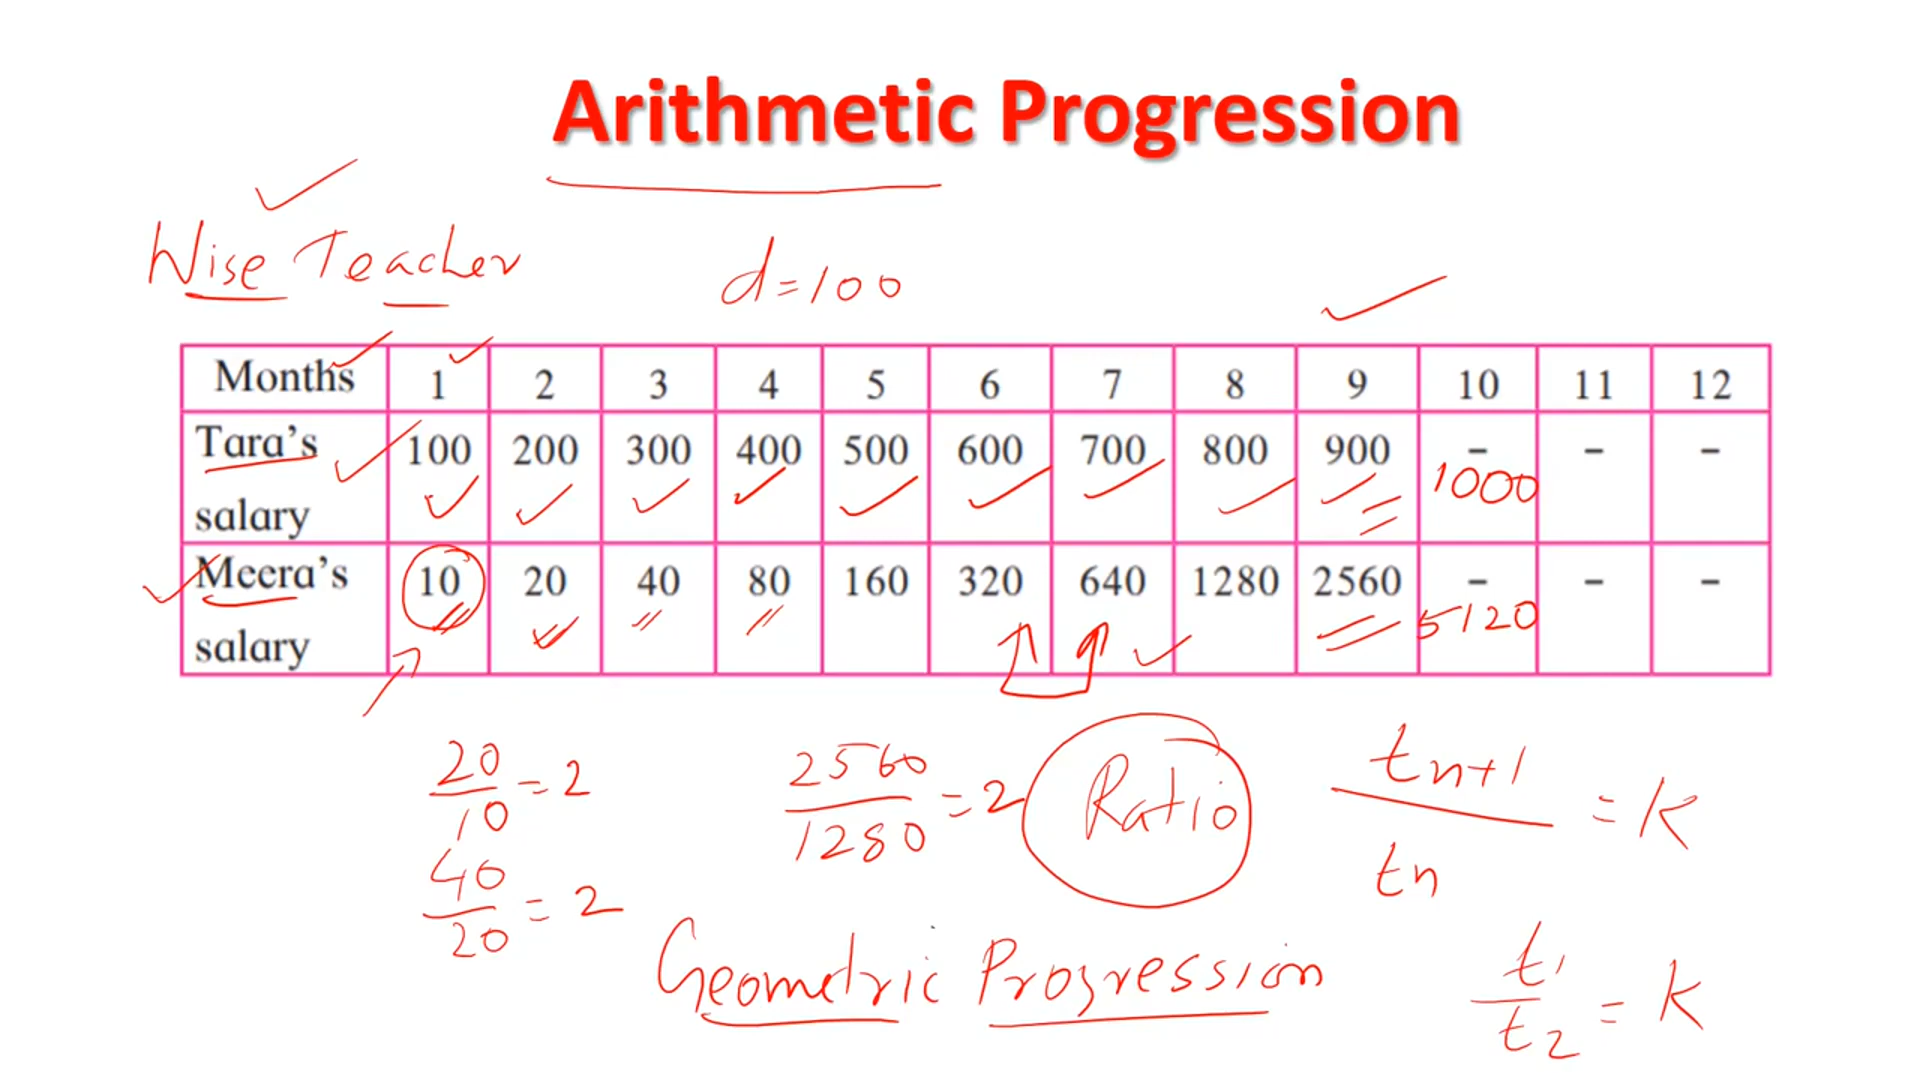 Arithmetic Progression
Wise Teacher
d=100
Months 1 2 3 4 5 6 7 8 9 10 11 12
Tara's salary 100 200 300 400 500 600 700 800 900 – – –
1000
Meera's salary 10 20 40 80 160 320 640 1280 2560 – – –
5120
20/10 = 2
2560/1280 = 2
Ratio
tn+1/tn = K
40/20 = 2
Geometric Progression
t1/t2 = K